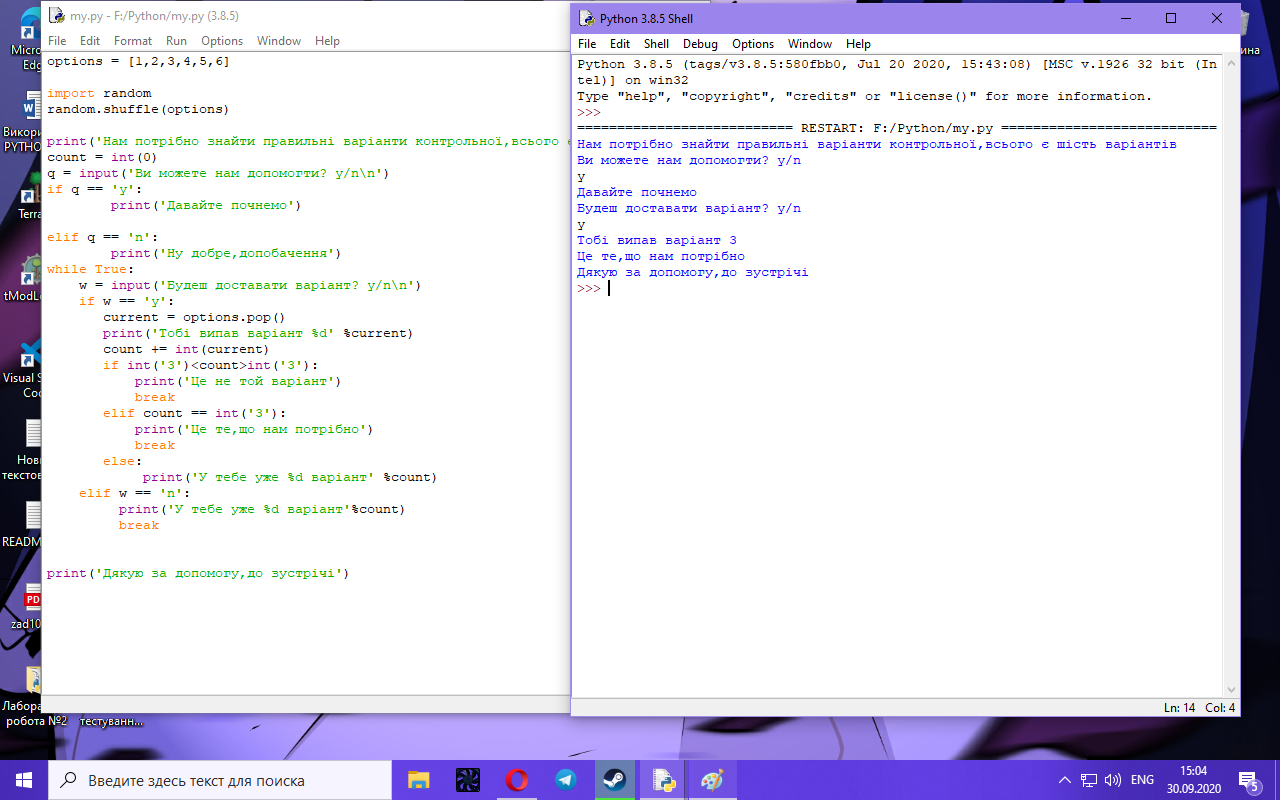 my.py - F:/Python/my.py (3.8.5)
File Edit Format Run Options Window Help
options = [1,2,3,4,5,6]
import random
random.shuffle(options)
print('Нам потрібно знайти правильні варіанти контрольної,всього є
count = int(0)
q = input('Ви можете нам допомогти? y/n\n')
if q == 'y':
print('Давайте почнемо')
elif q == 'n':
print('Ну добре,допобачення')
while True:
w = input('Будеш доставати варіант? y/n\n')
if w == 'y':
current = options.pop()
print('Тобі випав варіант %d' %current)
count += int(current)
if int('3')<count>int('3'):
print('Це не той варіант')
break
elif count == int('3'):
print('Це те,що нам потрібно')
break
else:
print('У тебе уже %d варіант' %count)
elif w == 'n':
print('У тебе уже %d варіант'%count)
break
print('Дякую за допомогу,до зустрічі')
Python 3.8.5 Shell
File Edit Shell Debug Options Window Help
Python 3.8.5 (tags/v3.8.5:580fbb0, Jul 20 2020, 15:43:08) [MSC v.1926 32 bit (In
tel)] on win32
Type "help", "copyright", "credits" or "license()" for more information.
>>>
=========================== RESTART: F:/Python/my.py ===========================
Нам потрібно знайти правильні варіанти контрольної,всього є шість варіантів
Ви можете нам допомогти? y/n
y
Давайте почнемо
Будеш доставати варіант? y/n
y
Тобі випав варіант 3
Це те,що нам потрібно
Дякую за допомогу,до зустрічі
>>>
Ln: 14 Col: 4
Micro
Edg
Викори
PYTHO
Terra
tModL
Visual S
Coc
Нов
текстов
READM
PD
zad10
Лабора
робота №2
тестуванн...
ина
Введите здесь текст для поиска
ENG
15:04
30.09.2020
5